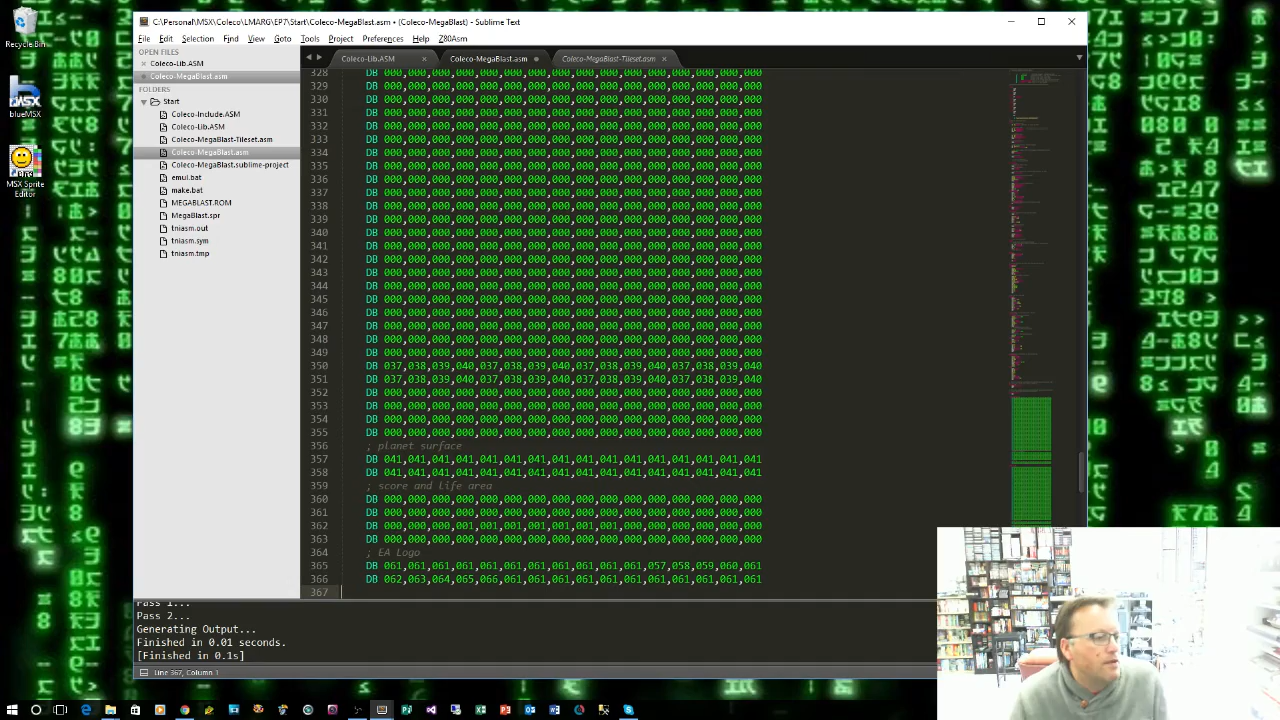 C:\Personal\MSX\Coleco\LMARG\EP7\Start\Coleco-MegaBlast.asm • (Coleco-MegaBlast) - Sublime Text
File Edit Selection Find View Goto Tools Project Preferences Help Z80Asm
Recycle Bin
blueMSX
MSX Sprite
Editor
OPEN FILES
Coleco-Lib.ASM
Coleco-MegaBlast.asm
FOLDERS
Start
Coleco-Include.ASM
Coleco-Lib.ASM
Coleco-MegaBlast-Tileset.asm
Coleco-MegaBlast.asm
Coleco-MegaBlast.sublime-project
emul.bat
make.bat
MEGABLAST.ROM
MegaBlast.spr
tniasm.out
tniasm.sym
tniasm.tmp
Coleco-Lib.ASM Coleco-MegaBlast.asm Coleco-MegaBlast-Tileset.asm
328 DB 000,000,000,000,000,000,000,000,000,000,000,000,000,000,000,000
329 DB 000,000,000,000,000,000,000,000,000,000,000,000,000,000,000,000
330 DB 000,000,000,000,000,000,000,000,000,000,000,000,000,000,000,000
331 DB 000,000,000,000,000,000,000,000,000,000,000,000,000,000,000,000
332 DB 000,000,000,000,000,000,000,000,000,000,000,000,000,000,000,000
333 DB 000,000,000,000,000,000,000,000,000,000,000,000,000,000,000,000
334 DB 000,000,000,000,000,000,000,000,000,000,000,000,000,000,000,000
335 DB 000,000,000,000,000,000,000,000,000,000,000,000,000,000,000,000
336 DB 000,000,000,000,000,000,000,000,000,000,000,000,000,000,000,000
337 DB 000,000,000,000,000,000,000,000,000,000,000,000,000,000,000,000
338 DB 000,000,000,000,000,000,000,000,000,000,000,000,000,000,000,000
339 DB 000,000,000,000,000,000,000,000,000,000,000,000,000,000,000,000
340 DB 000,000,000,000,000,000,000,000,000,000,000,000,000,000,000,000
341 DB 000,000,000,000,000,000,000,000,000,000,000,000,000,000,000,000
342 DB 000,000,000,000,000,000,000,000,000,000,000,000,000,000,000,000
343 DB 000,000,000,000,000,000,000,000,000,000,000,000,000,000,000,000
344 DB 000,000,000,000,000,000,000,000,000,000,000,000,000,000,000,000
345 DB 000,000,000,000,000,000,000,000,000,000,000,000,000,000,000,000
346 DB 000,000,000,000,000,000,000,000,000,000,000,000,000,000,000,000
347 DB 000,000,000,000,000,000,000,000,000,000,000,000,000,000,000,000
348 DB 000,000,000,000,000,000,000,000,000,000,000,000,000,000,000,000
349 DB 000,000,000,000,000,000,000,000,000,000,000,000,000,000,000,000
350 DB 037,038,039,040,037,038,039,040,037,038,039,040,037,038,039,040
351 DB 037,038,039,040,037,038,039,040,037,038,039,040,037,038,039,040
352 DB 000,000,000,000,000,000,000,000,000,000,000,000,000,000,000,000
353 DB 000,000,000,000,000,000,000,000,000,000,000,000,000,000,000,000
354 DB 000,000,000,000,000,000,000,000,000,000,000,000,000,000,000,000
355 DB 000,000,000,000,000,000,000,000,000,000,000,000,000,000,000,000
356 ; planet surface
357 DB 041,041,041,041,041,041,041,041,041,041,041,041,041,041,041,041
358 DB 041,041,041,041,041,041,041,041,041,041,041,041,041,041,041,041
359 ; score and life area
360 DB 000,000,000,000,000,000,000,000,000,000,000,000,000,000,000,000
361 DB 000,000,000,000,000,000,000,000,000,000,000,000,000,000,000,000
362 DB 000,000,000,001,001,001,001,001,001,001,000,000,000,000,000,000
363 DB 000,000,000,000,000,000,000,000,000,000,000,000,000,000,000,000
364 ; EA Logo
365 DB 061,061,061,061,061,061,061,061,061,061,061,057,058,059,060,061
366 DB 062,063,064,065,066,061,061,061,061,061,061,061,061,061,061,061
367
Pass 1...
Pass 2...
Generating Output...
Finished in 0.01 seconds.
[Finished in 0.1s]
Line 367, Column 1